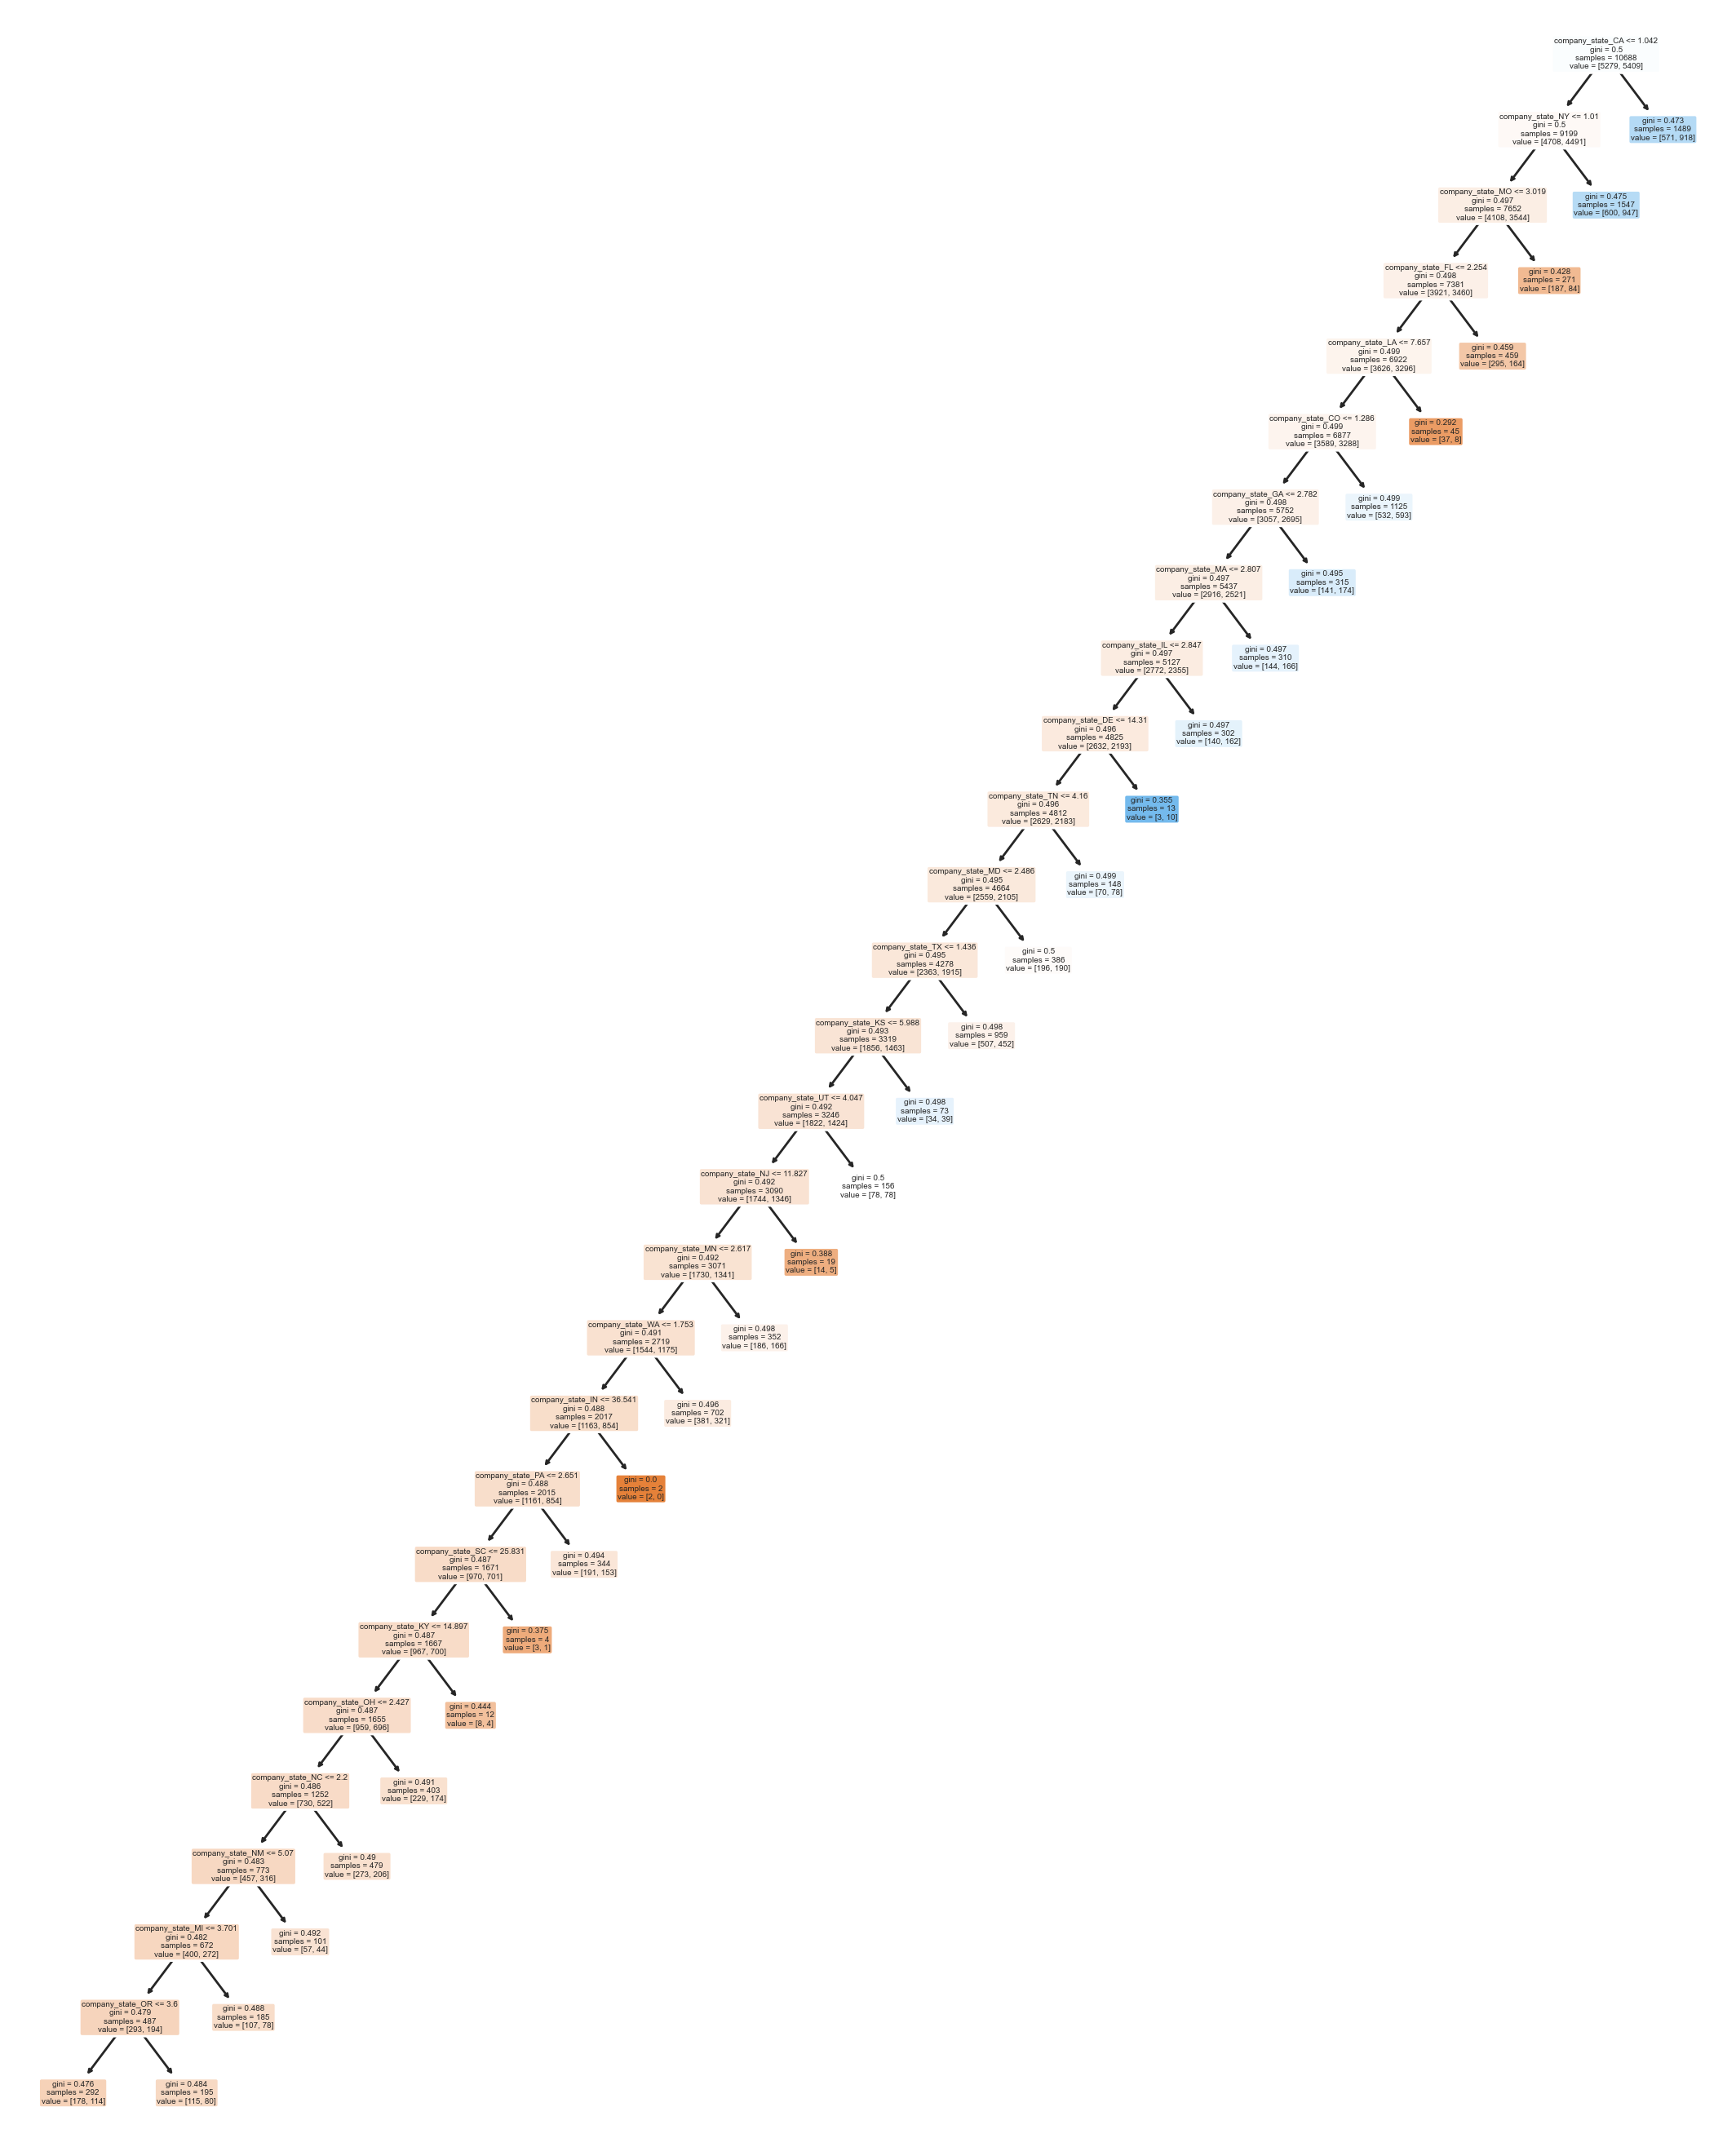 company_state_CA <= 1.042
gini = 0.5
samples = 10688
value = [5279, 5409]
company_state_NY <= 1.01
gini = 0.5
samples = 9199
value = [4708, 4491]
gini = 0.473
samples = 1489
value = [571, 918]
company_state_MO <= 3.019
gini = 0.497
samples = 7652
value = [4108, 3544]
gini = 0.475
samples = 1547
value = [600, 947]
company_state_FL <= 2.254
gini = 0.498
samples = 7381
value = [3921, 3460]
gini = 0.428
samples = 271
value = [187, 84]
company_state_LA <= 7.657
gini = 0.499
samples = 6922
value = [3626, 3296]
gini = 0.459
samples = 459
value = [295, 164]
company_state_CO <= 1.286
gini = 0.499
samples = 6877
value = [3589, 3288]
gini = 0.292
samples = 45
value = [37, 8]
company_state_GA <= 2.782
gini = 0.498
samples = 5752
value = [3057, 2695]
gini = 0.499
samples = 1125
value = [532, 593]
company_state_MA <= 2.807
gini = 0.497
samples = 5437
value = [2916, 2521]
gini = 0.495
samples = 315
value = [141, 174]
company_state_IL <= 2.847
gini = 0.497
samples = 5127
value = [2772, 2355]
gini = 0.497
samples = 310
value = [144, 166]
company_state_DE <= 14.31
gini = 0.496
samples = 4825
value = [2632, 2193]
gini = 0.497
samples = 302
value = [140, 162]
company_state_TN <= 4.16
gini = 0.496
samples = 4812
value = [2629, 2183]
gini = 0.355
samples = 13
value = [3, 10]
company_state_MD <= 2.486
gini = 0.495
samples = 4664
value = [2559, 2105]
gini = 0.499
samples = 148
value = [70, 78]
company_state_TX <= 1.436
gini = 0.495
samples = 4278
value = [2363, 1915]
gini = 0.5
samples = 386
value = [196, 190]
company_state_KS <= 5.988
gini = 0.493
samples = 3319
value = [1856, 1463]
gini = 0.498
samples = 959
value = [507, 452]
company_state_UT <= 4.047
gini = 0.492
samples = 3246
value = [1822, 1424]
gini = 0.498
samples = 73
value = [34, 39]
company_state_NJ <= 11.827
gini = 0.492
samples = 3090
value = [1744, 1346]
gini = 0.5
samples = 156
value = [78, 78]
company_state_MN <= 2.617
gini = 0.492
samples = 3071
value = [1730, 1341]
gini = 0.388
samples = 19
value = [14, 5]
company_state_WA <= 1.753
gini = 0.491
samples = 2719
value = [1544, 1175]
gini = 0.498
samples = 352
value = [186, 166]
company_state_IN <= 36.541
gini = 0.488
samples = 2017
value = [1163, 854]
gini = 0.496
samples = 702
value = [381, 321]
company_state_PA <= 2.651
gini = 0.488
samples = 2015
value = [1161, 854]
gini = 0.0
samples = 2
value = [2, 0]
company_state_SC <= 25.831
gini = 0.487
samples = 1671
value = [970, 701]
gini = 0.494
samples = 344
value = [191, 153]
company_state_KY <= 14.897
gini = 0.487
samples = 1667
value = [967, 700]
gini = 0.375
samples = 4
value = [3, 1]
company_state_OH <= 2.427
gini = 0.487
samples = 1655
value = [959, 696]
gini = 0.444
samples = 12
value = [8, 4]
company_state_NC <= 2.2
gini = 0.486
samples = 1252
value = [730, 522]
gini = 0.491
samples = 403
value = [229, 174]
company_state_NM <= 5.07
gini = 0.483
samples = 773
value = [457, 316]
gini = 0.49
samples = 479
value = [273, 206]
company_state_MI <= 3.701
gini = 0.482
samples = 672
value = [400, 272]
gini = 0.492
samples = 101
value = [57, 44]
company_state_OR <= 3.6
gini = 0.479
samples = 487
value = [293, 194]
gini = 0.488
samples = 185
value = [107, 78]
gini = 0.476
samples = 292
value = [178, 114]
gini = 0.484
samples = 195
value = [115, 80]